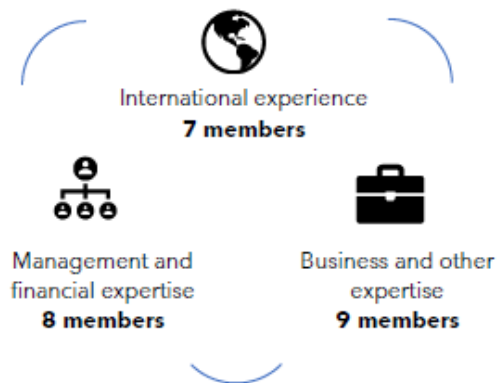 International experience
7 members
Management and
financial expertise
8 members
Business and other
expertise
9 members